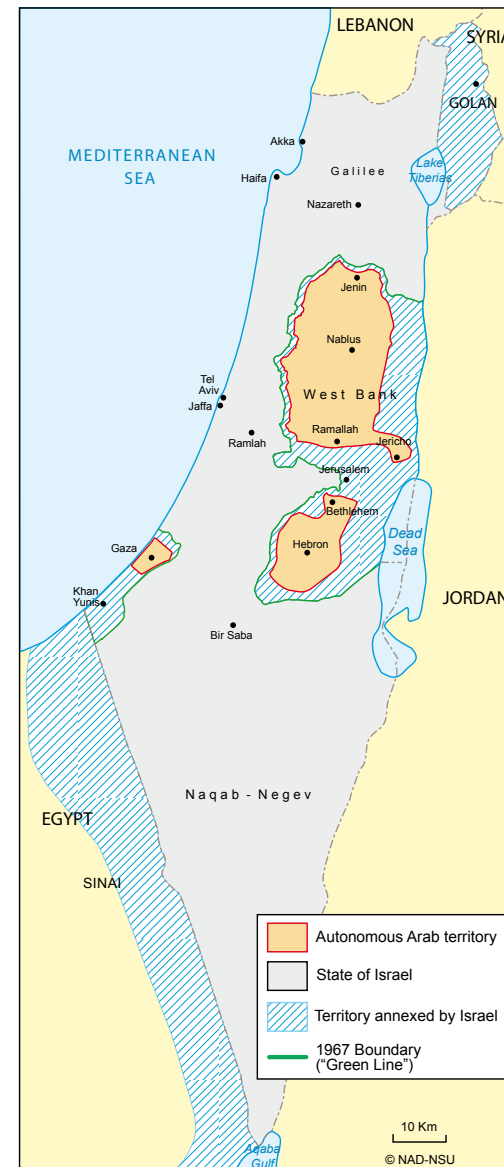 LEBANON
SYRIA
GOLAN
Akka
MEDITERRANEAN
SEA
Galilee
Lake
Tiberias
Haifa
Nazareth
Jenin
Nablus
West Bank
Tel
Aviv
Jaffa
Ramlah
Ramallah
Jericho
Jerusalem
Bethlehem
Gaza
Hebron
Dead
Sea
Khan
Yunis
JORDAN
Bir Saba
Naqab - Negev
EGYPT
SINAI
Autonomous Arab territory
State of Israel
Territory annexed by Israel
1967 Boundary
("Green Line")
10 Km
Aqaba
Gulf
© NAD-NSU